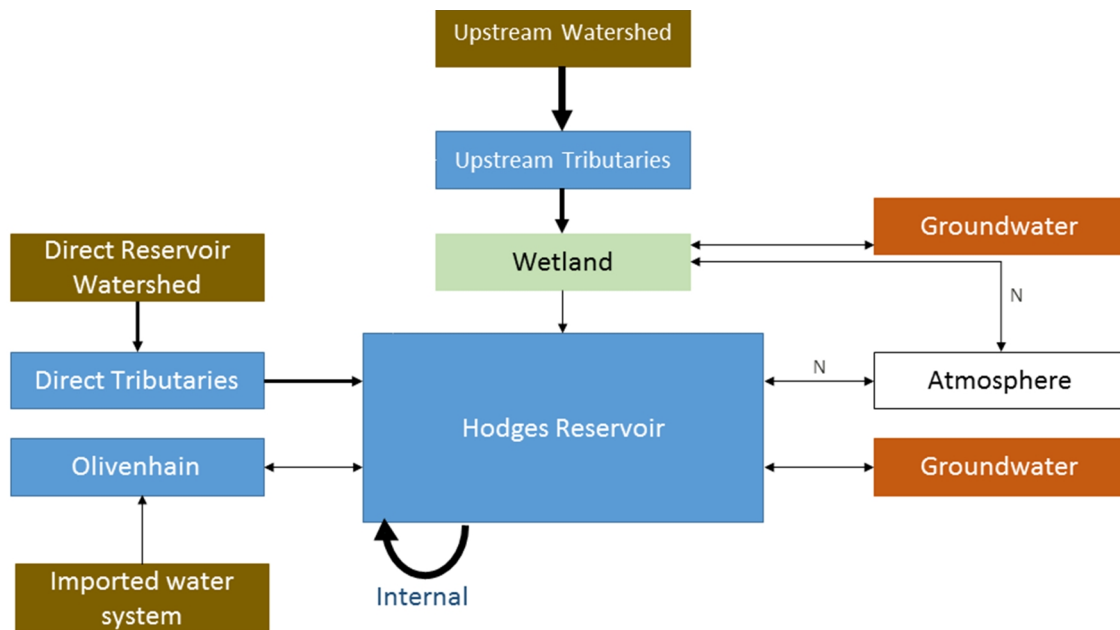 Upstream Watershed
Upstream Tributaries
Groundwater
Direct Reservoir
Watershed
Wetland
N
Direct Tributaries
N
Atmosphere
Hodges Reservoir
Olivenhain
Groundwater
Imported water
system
Internal